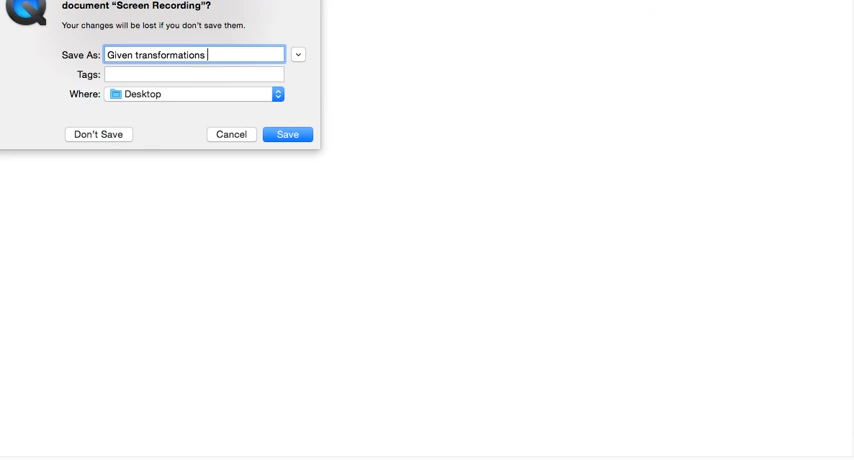 document “Screen Recording”?
Your changes will be lost if you don’t save them.
Save As: Given transformations
Tags:
Where: Desktop
Don’t Save Cancel Save